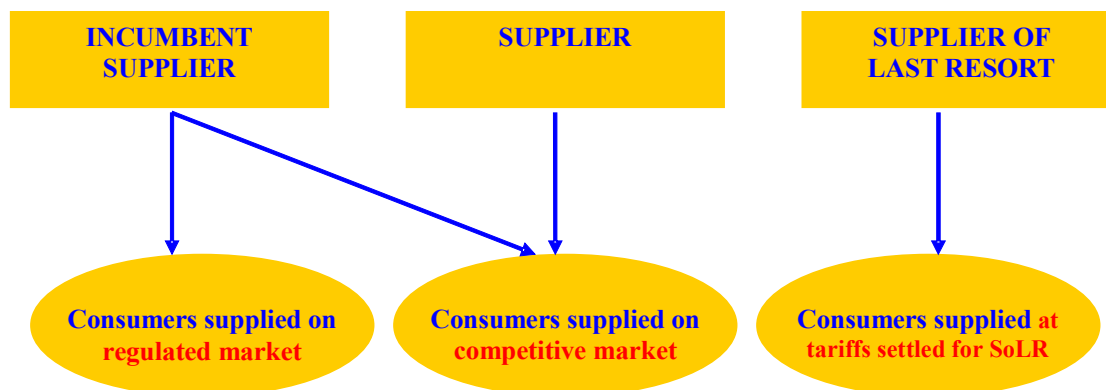 INCUMBENT
SUPPLIER
SUPPLIER
SUPPLIER OF
LAST RESORT
Consumers supplied on
regulated market
Consumers supplied on
competitive market
Consumers supplied at
tariffs settled for SoLR